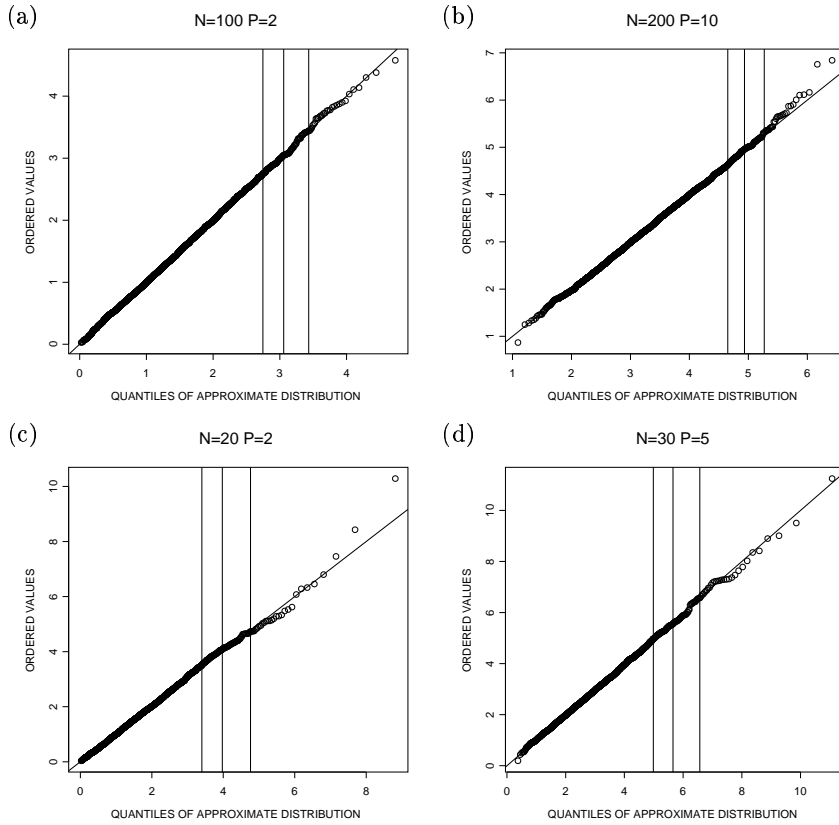 (a)
N=100 P=2
ORDERED VALUES
4
3
2
1
0
0 1 2 3 4
QUANTILES OF APPROXIMATE DISTRIBUTION
(b)
N=200 P=10
ORDERED VALUES
7
6
5
4
3
2
1
1 2 3 4 5 6
QUANTILES OF APPROXIMATE DISTRIBUTION
(c)
N=20 P=2
ORDERED VALUES
10
8
6
4
2
0
0 2 4 6 8
QUANTILES OF APPROXIMATE DISTRIBUTION
(d)
N=30 P=5
ORDERED VALUES
10
8
6
4
2
0
0 2 4 6 8 10
QUANTILES OF APPROXIMATE DISTRIBUTION